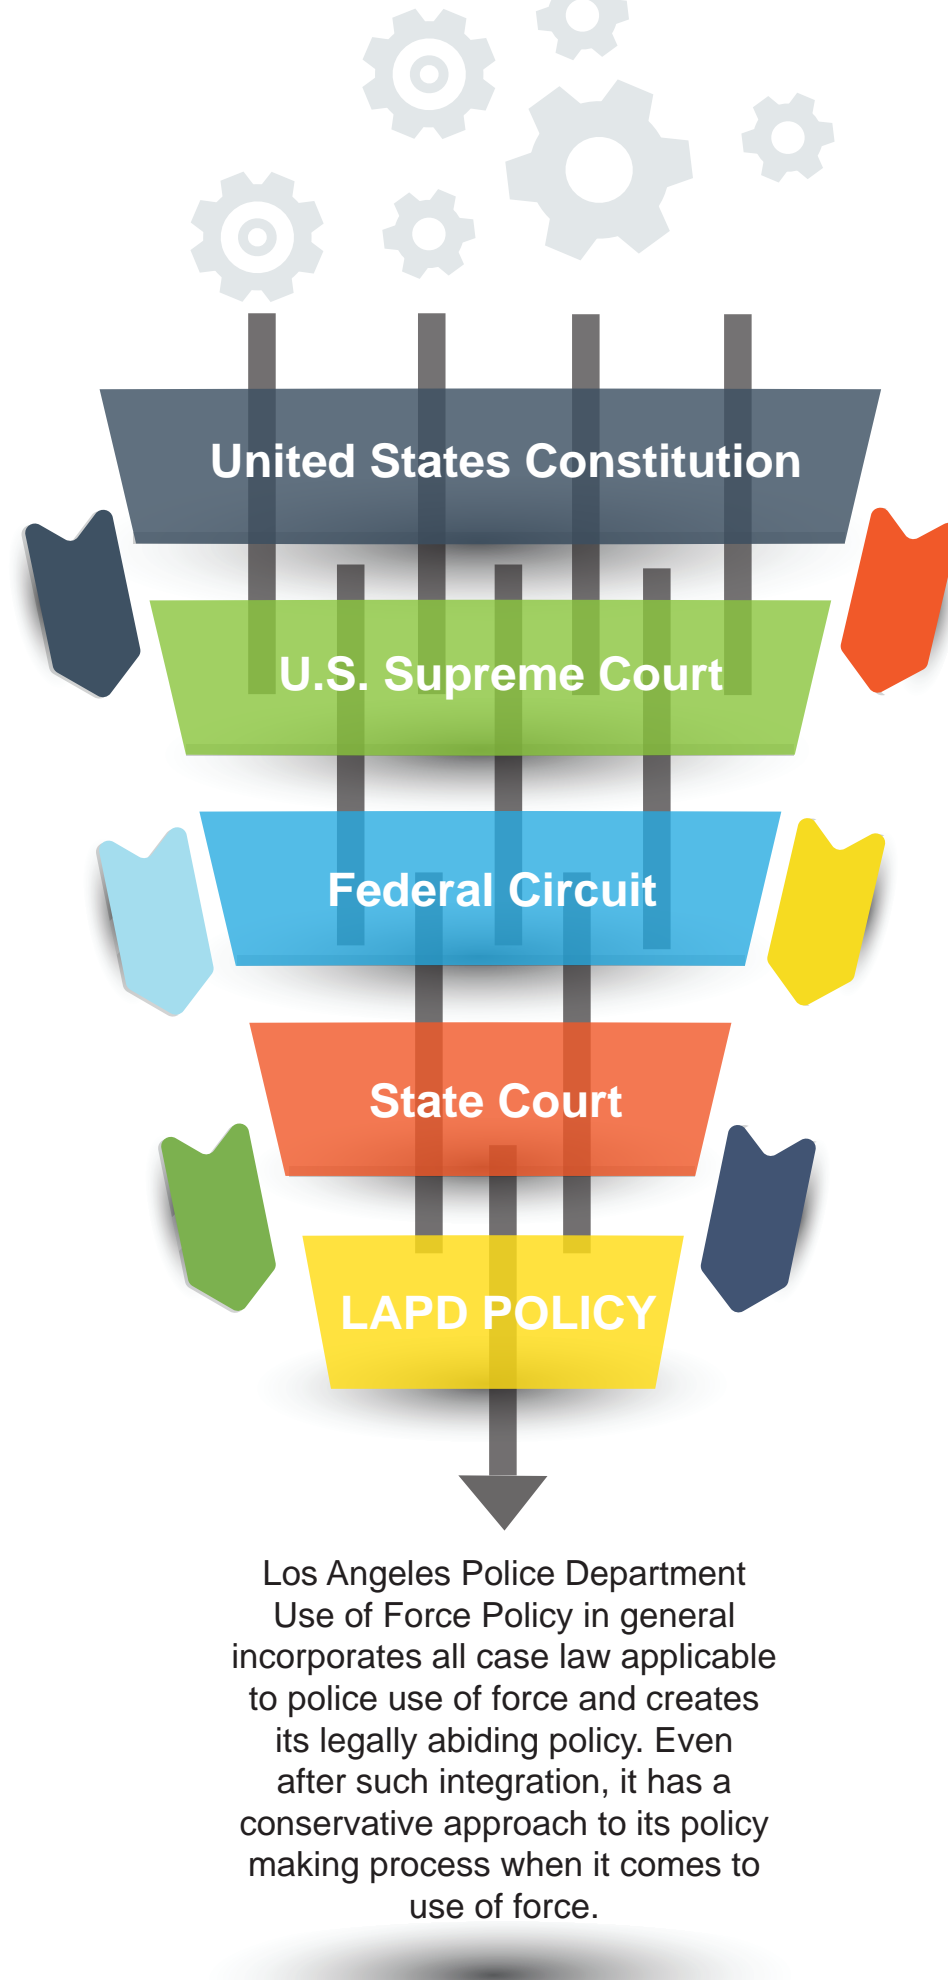 United States Constitution
U.S. Supreme Court
Federal Circuit
State Court
LAPD POLICY
Los Angeles Police Department
Use of Force Policy in general
incorporates all case law applicable
to police use of force and creates
its legally abiding policy. Even
after such integration, it has a
conservative approach to its policy
making process when it comes to
use of force.